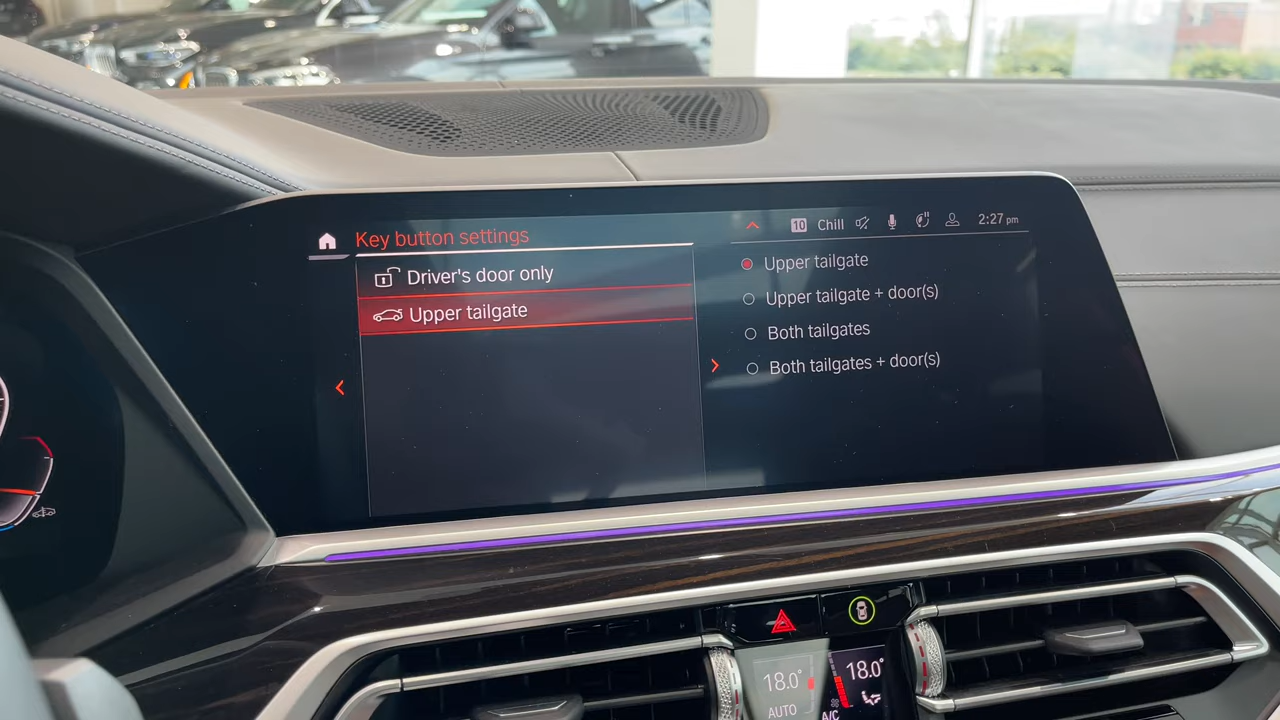 Key button settings
10 Chill 2:27 pm
Driver's door only
Upper tailgate
Upper tailgate
Upper tailgate + door(s)
Both tailgates
Both tailgates + door(s)
18.0°
AUTO
18.0°
A/C